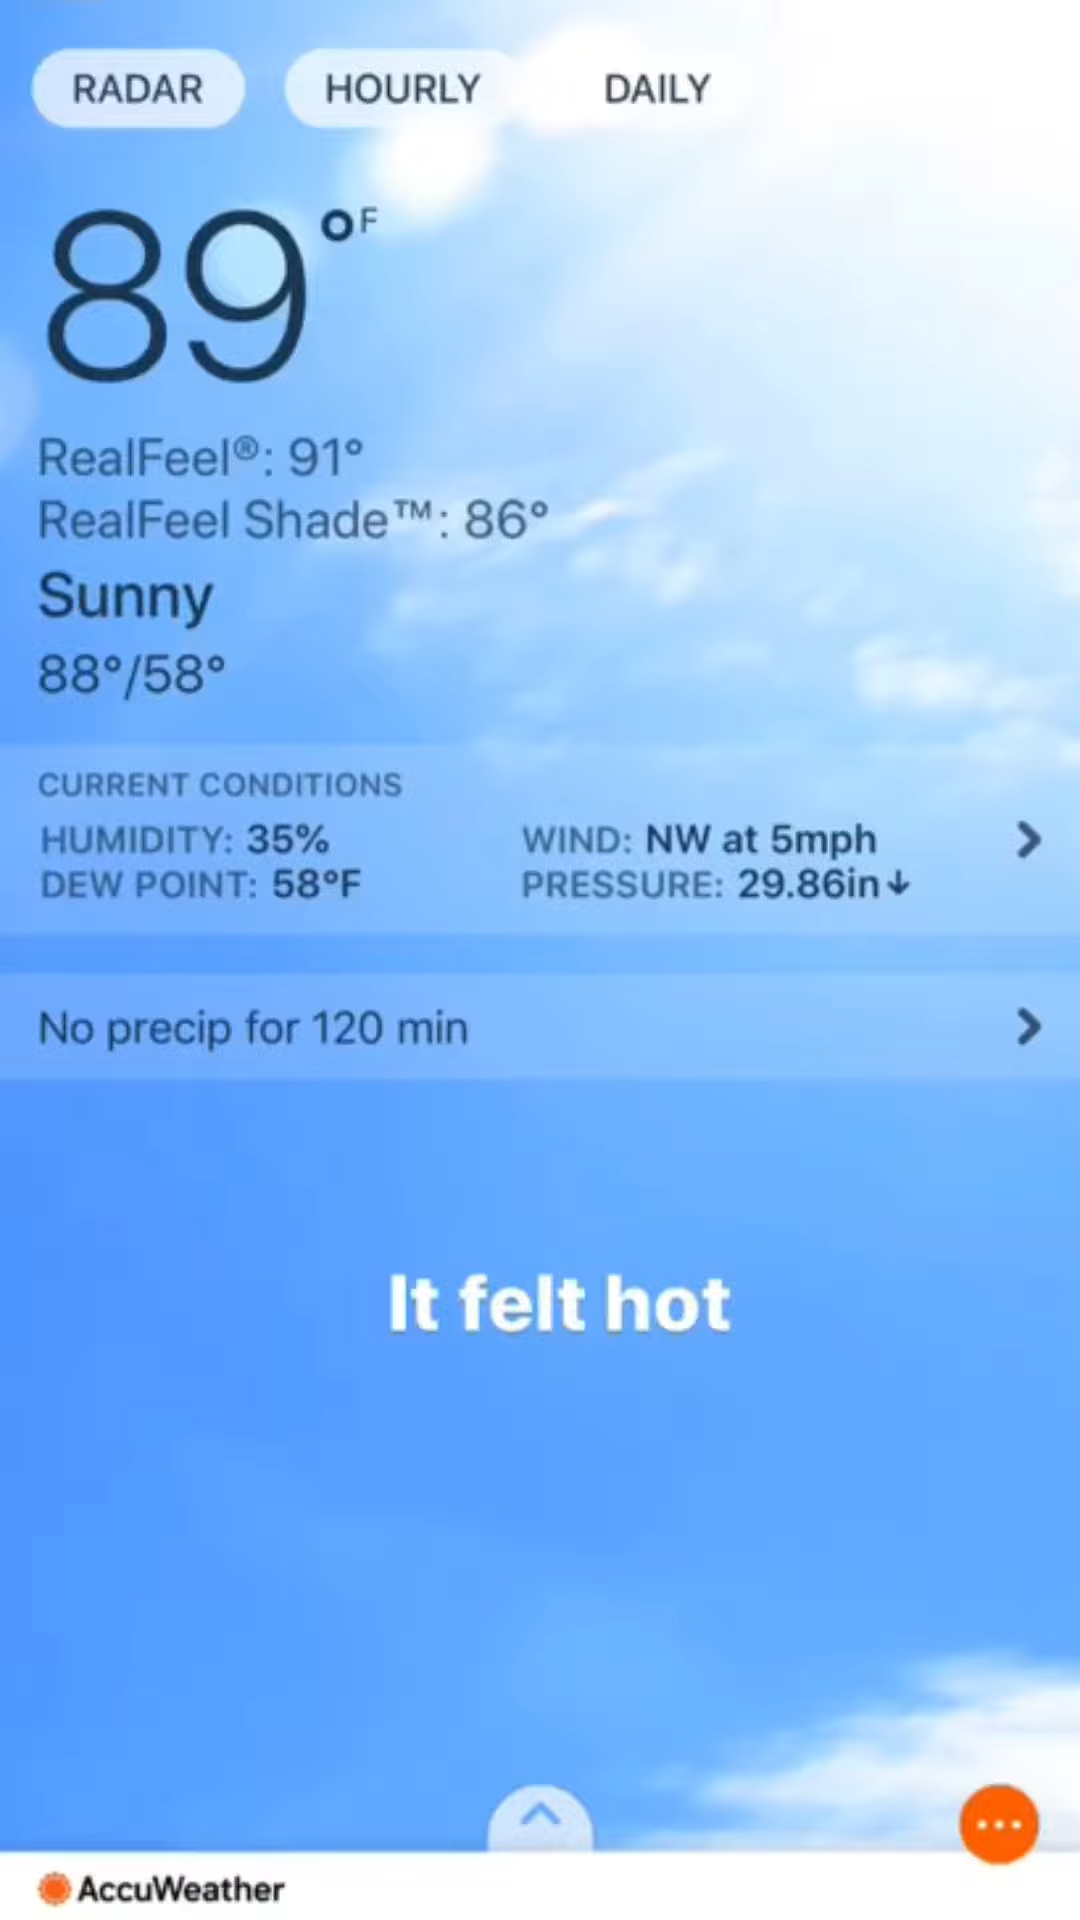 RADAR HOURLY DAILY
89°F
RealFeel®: 91°
RealFeel Shade™: 86°
Sunny
88°/58°
CURRENT CONDITIONS
HUMIDITY: 35% WIND: NW at 5mph
DEW POINT: 58°F PRESSURE: 29.86in↓
No precip for 120 min
It felt hot
AccuWeather